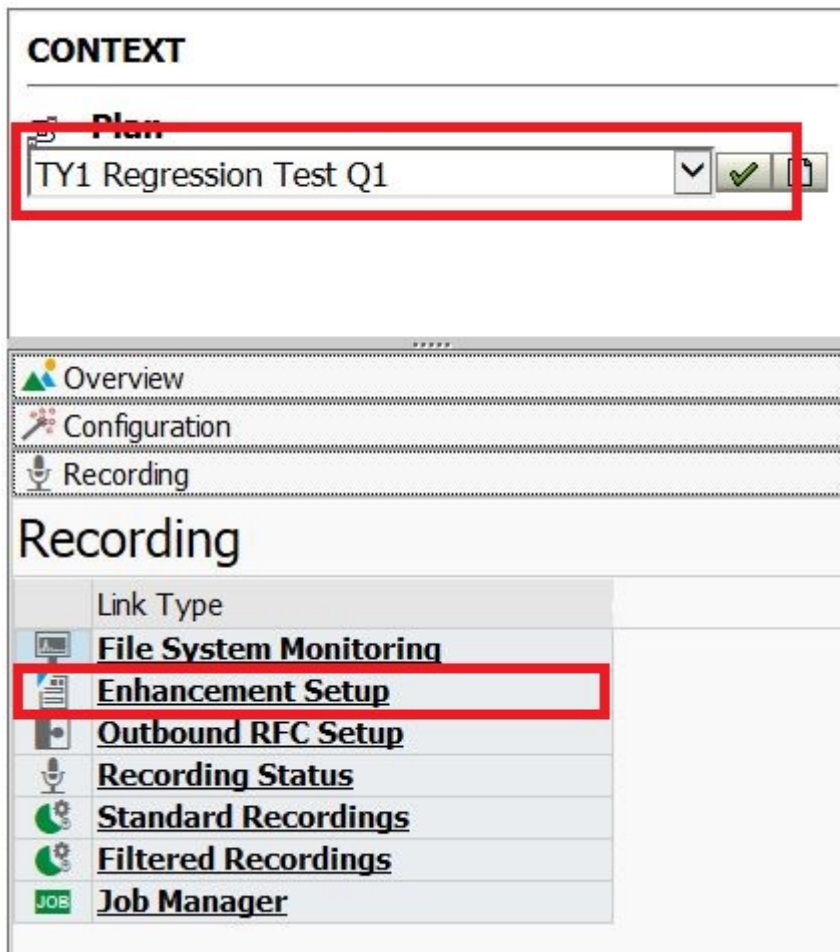 CONTEXT
Plan
TY1 Regression Test Q1
Overview
Configuration
Recording
Recording
Link Type
File System Monitoring
Enhancement Setup
Outbound RFC Setup
Recording Status
Standard Recordings
Filtered Recordings
JOB Job Manager